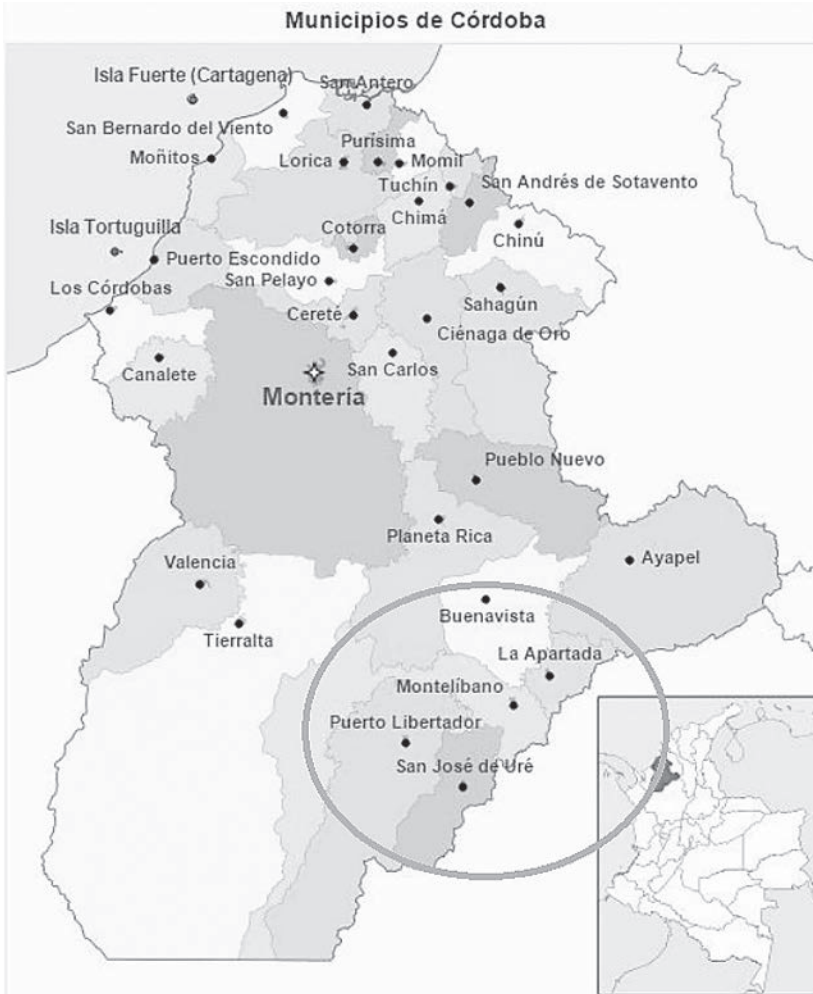 Municipios de Córdoba
Isla Fuerte (Cartagena)
San Antero
San Bernardo del Viento
Purísima
Moñitos
Lorica
Momil
Tuchín
San Andrés de Sotavento
Chimá
Isla Tortuguilla
Cotorra
Chinú
Puerto Escondido
San Pelayo
Los Córdobas
Sahagún
Cereté
Ciénaga de Oro
Canalete
San Carlos
Montería
Pueblo Nuevo
Planeta Rica
Valencia
Ayapel
Buenavista
Tierralta
La Apartada
Montelíbano
Puerto Libertador
San José de Uré